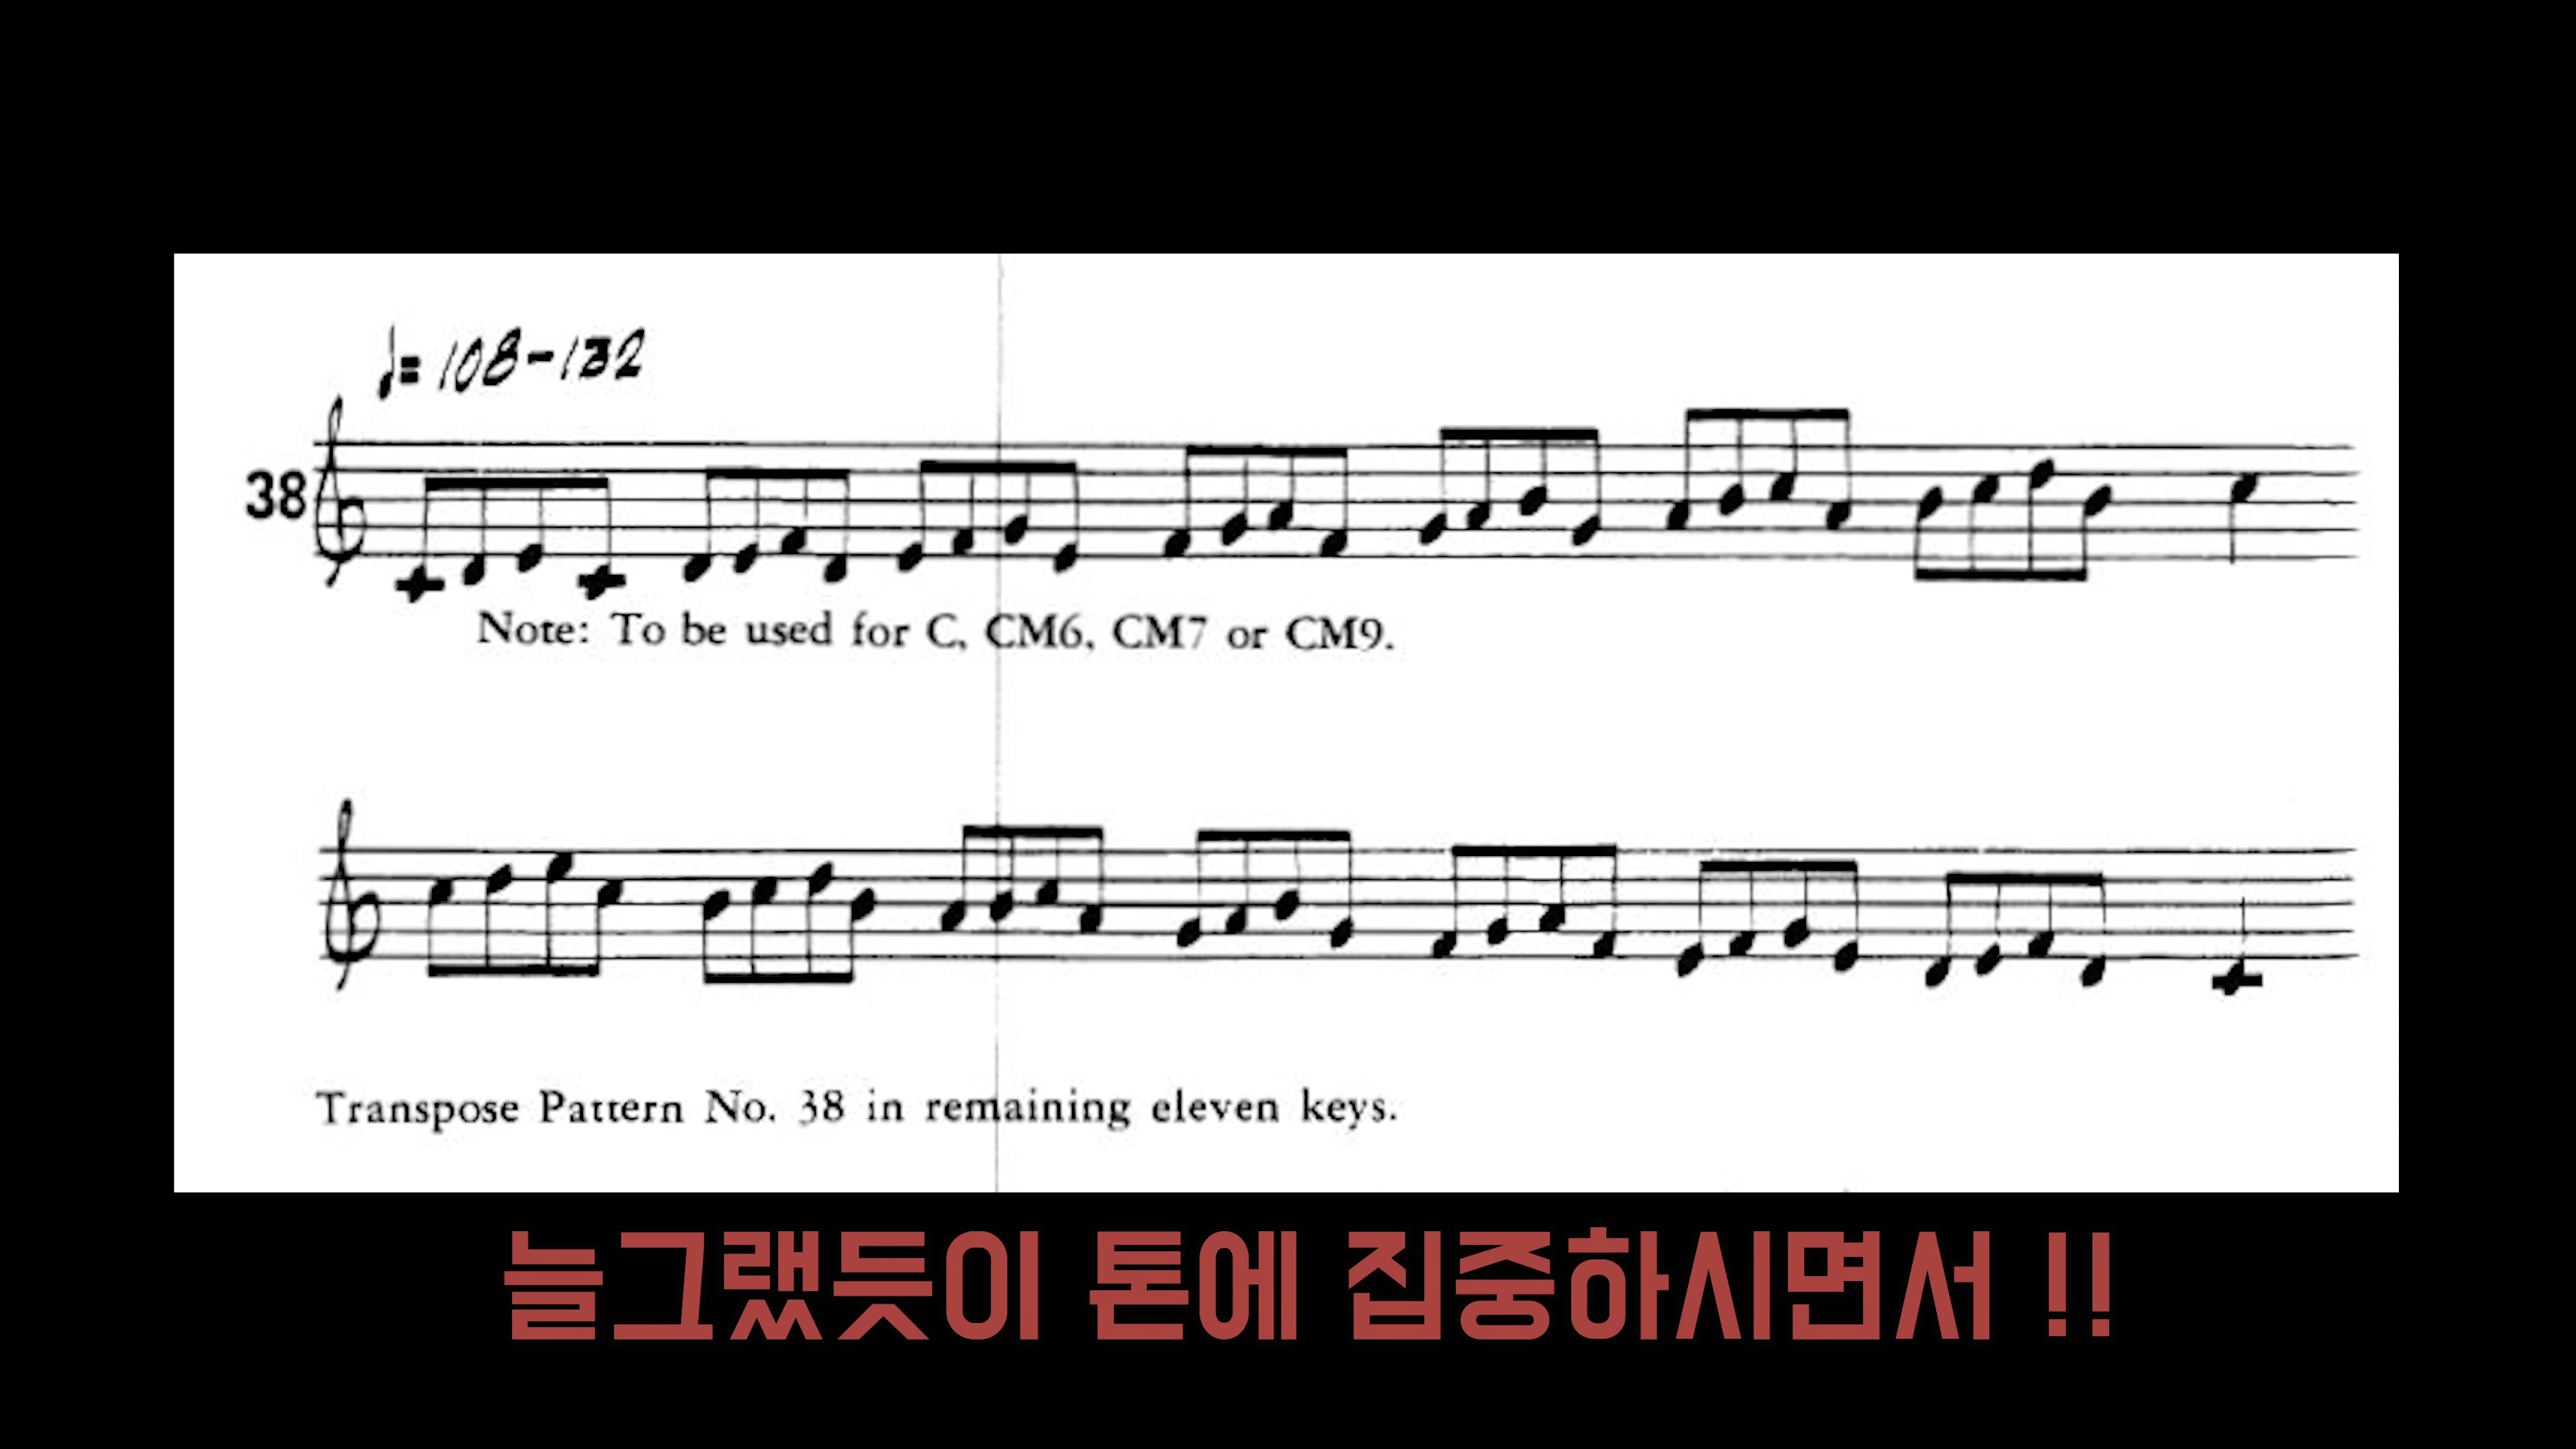 ♩= 108-132
38
Note: To be used for C, CM6, CM7 or CM9.
Transpose Pattern No. 38 in remaining eleven keys.
늘그랬듯이 톤에 집중하시면서 !!